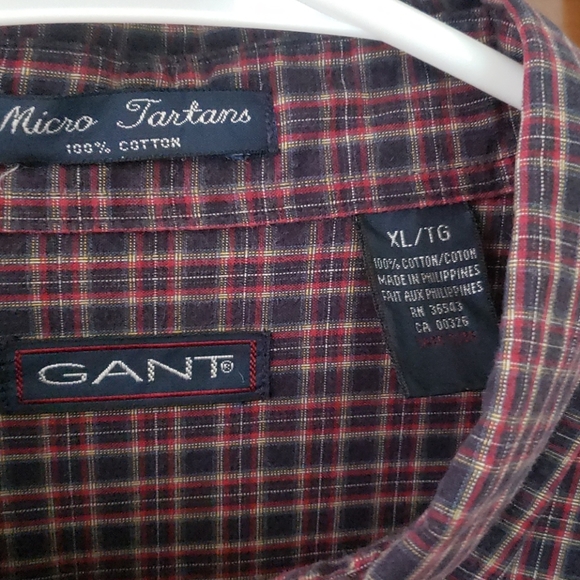 Micro Tartans
100% COTTON
XL/TG
100% COTTON/COTON
MADE IN PHILIPPINES
FAIT AUX PHILIPPINES
RN 36543
CA 00326
GANT®